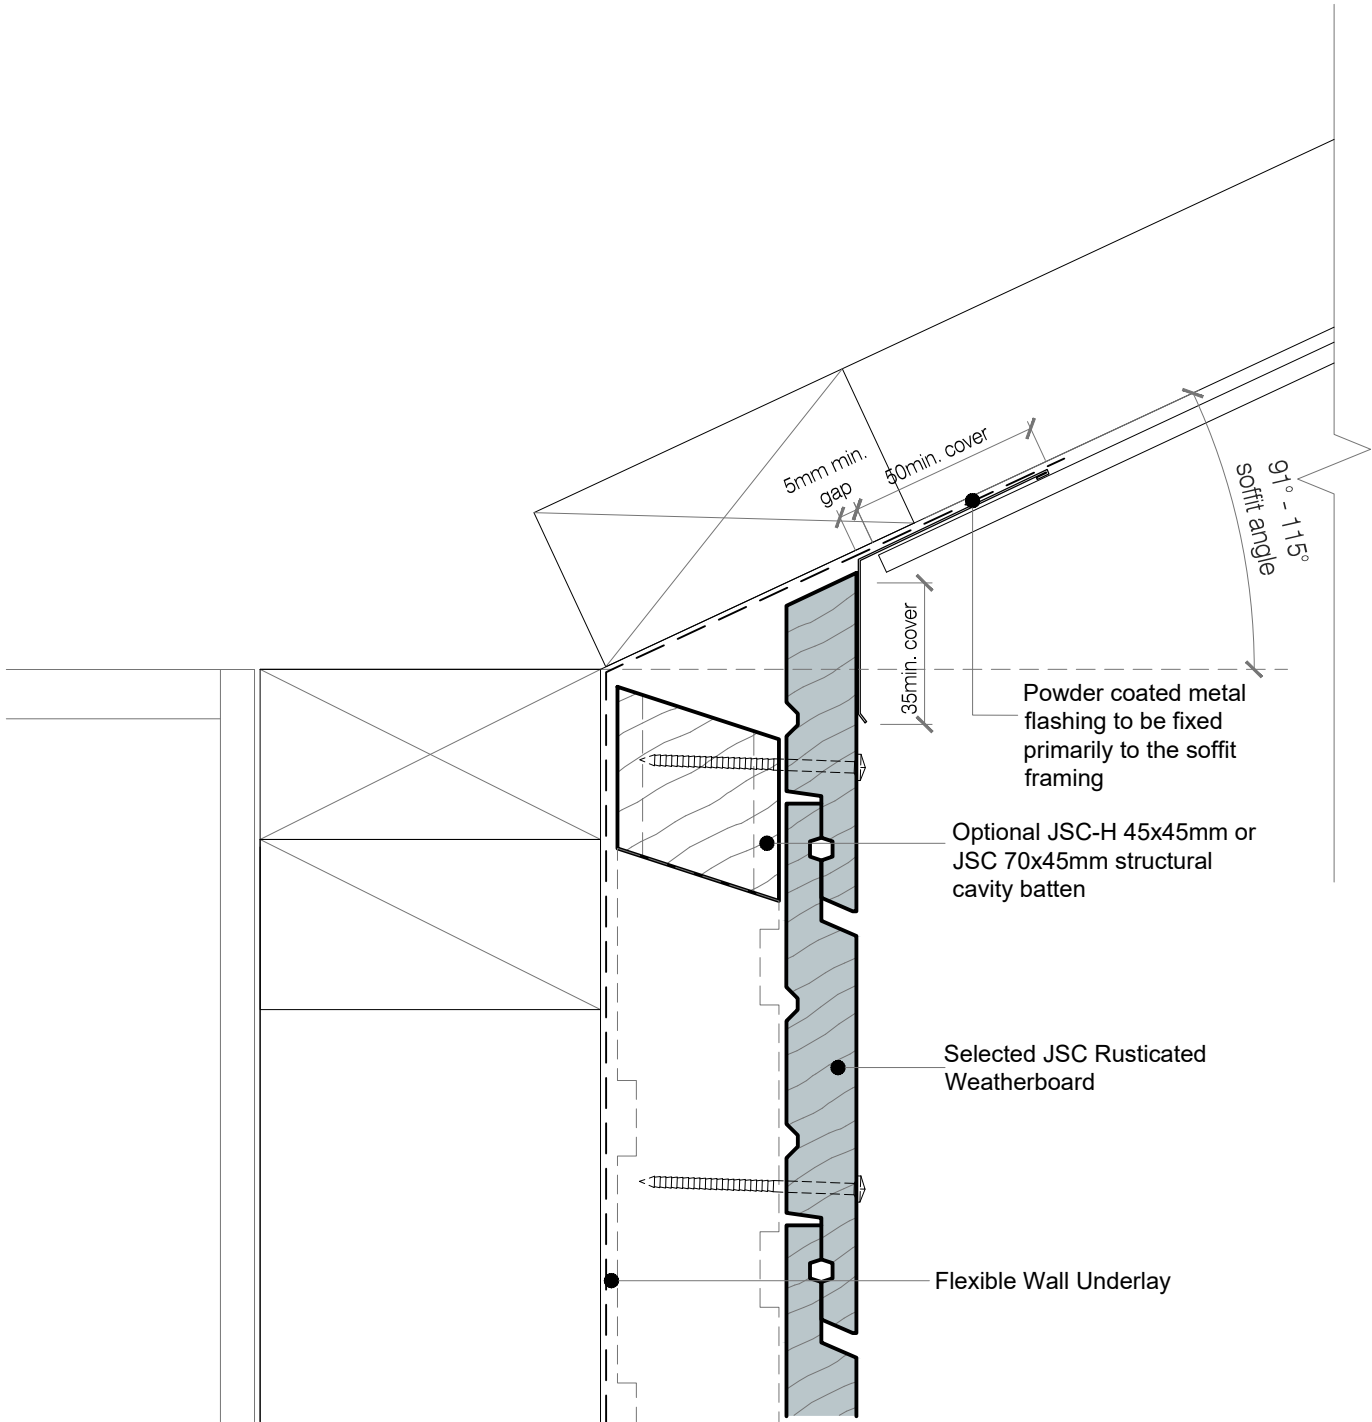 5mm min.
gap
50min. cover
91° - 115°
soffit angle
35min. cover
Powder coated metal
flashing to be fixed
primarily to the soffit
framing
Optional JSC-H 45x45mm or
JSC 70x45mm structural
cavity batten
Selected JSC Rusticated
Weatherboard
Flexible Wall Underlay